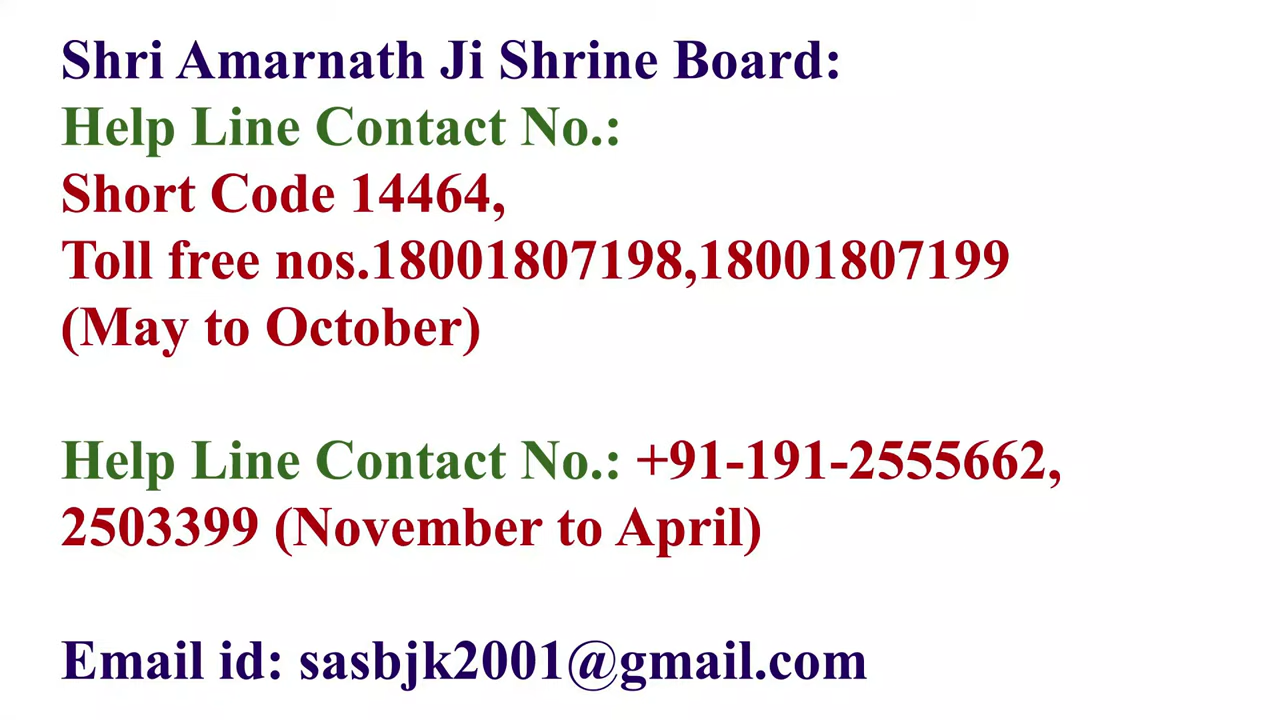 Shri Amarnath Ji Shrine Board:
Help Line Contact No.:
Short Code 14464,
Toll free nos.18001807198,18001807199
(May to October)
Help Line Contact No.: +91-191-2555662,
2503399 (November to April)
Email id: sasbjk2001@gmail.com